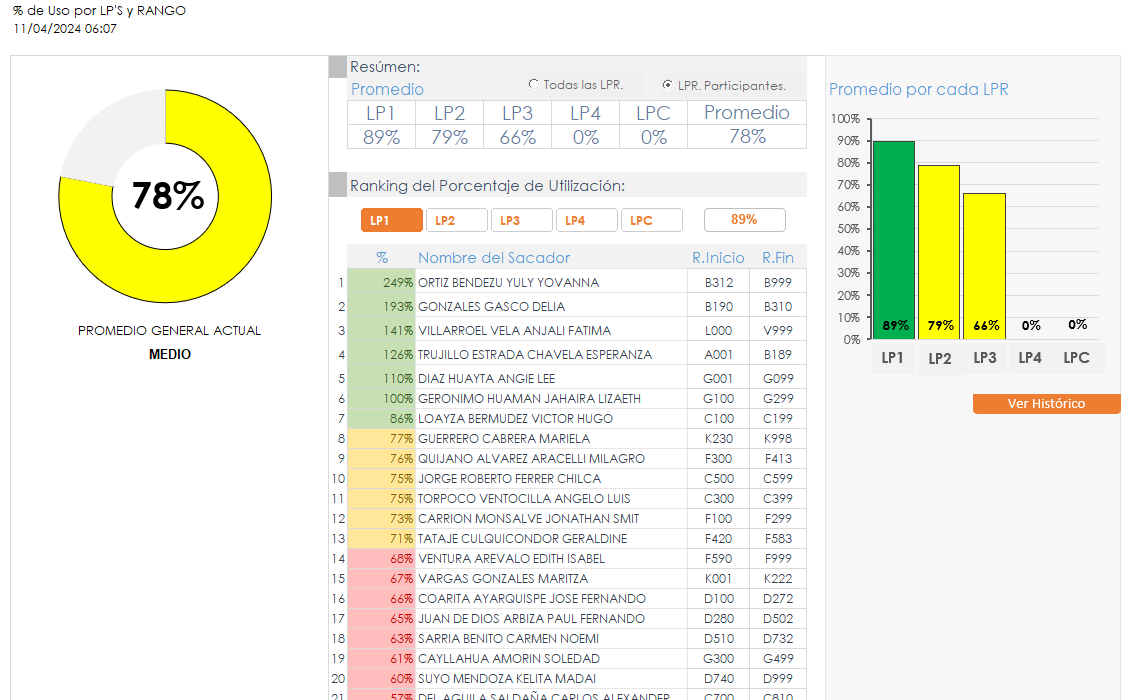 % de Uso por LP'S y RANGO
11/04/2024 06:07
78%
PROMEDIO GENERAL ACTUAL
MEDIO
Resúmen:
Promedio
Todas las LPR.
LPR. Participantes.
LP1 LP2 LP3 LP4 LPC Promedio
89% 79% 66% 0% 0% 78%
Ranking del Porcentaje de Utilización:
LP1 LP2 LP3 LP4 LPC 89%
% Nombre del Sacador R.Inicio R.Fin
1 249% ORTIZ BENDEZU YULY YOVANNA B312 B999
2 193% GONZALES GASCO DELIA B190 B310
3 141% VILLARROEL VELA ANJALI FATIMA L000 V999
4 126% TRUJILLO ESTRADA CHAVELA ESPERANZA A001 B189
5 110% DIAZ HUAYTA ANGIE LEE G001 G099
6 100% GERONIMO HUAMAN JAHAIRA LIZAETH G100 G299
7 86% LOAYZA BERMUDEZ VICTOR HUGO C100 C199
8 77% GUERRERO CABRERA MARIELA K230 K998
9 76% QUIJANO ALVAREZ ARACELLI MILAGRO F300 F413
10 75% JORGE ROBERTO FERRER CHILCA C500 C599
11 75% TORPOCO VENTOCILLA ANGELO LUIS C300 C399
12 73% CARRION MONSALVE JONATHAN SMIT F100 F299
13 71% TATAJE CULQUICONDOR GERALDINE F420 F583
14 68% VENTURA AREVALO EDITH ISABEL F590 F999
15 67% VARGAS GONZALES MARITZA K001 K222
16 66% COARITA AYARQUISPE JOSE FERNANDO D100 D272
17 65% JUAN DE DIOS ARBIZA PAUL FERNANDO D280 D502
18 63% SARRIA BENITO CARMEN NOEMI D510 D732
19 61% CAYLLAHUA AMORIN SOLEDAD G300 G499
20 60% SUYO MENDOZA KELITA MADAI D740 D999
21 57% DEL AGUILA SALDAÑA CARLOS ALEXANDER C700 C810
Promedio por cada LPR
100%
90%
80%
70%
60%
50%
40%
30%
20%
10%
0%
89% 79% 66% 0% 0%
LP1 LP2 LP3 LP4 LPC
Ver Histórico